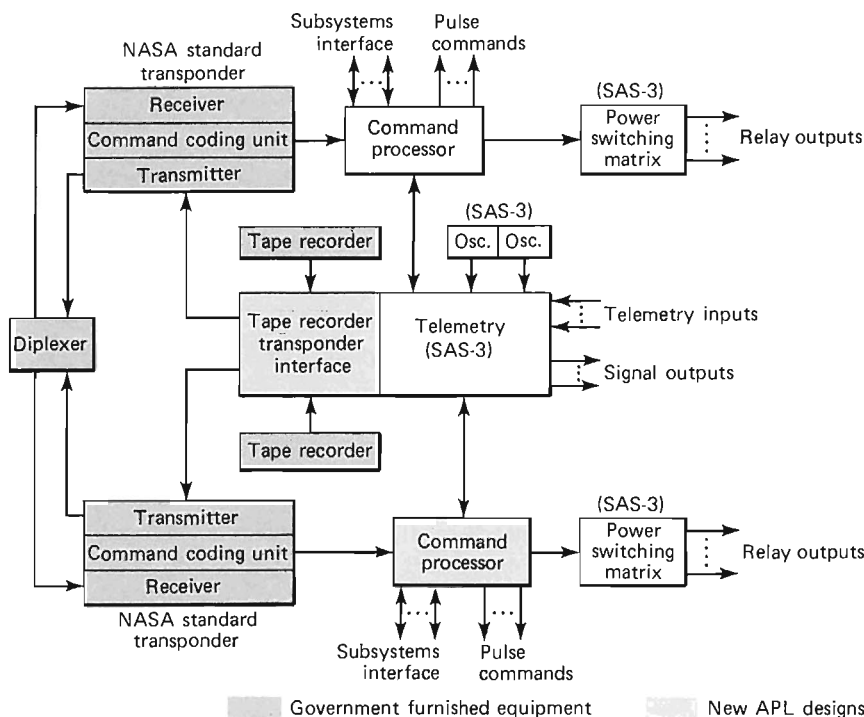 Subsystems
interface
Pulse
commands
NASA standard
transponder
Receiver
Command coding unit
Transmitter
Command
processor
(SAS-3)
Power
switching
matrix
Relay outputs
Tape recorder
(SAS-3)
Osc.
Osc.
Diplexer
Tape recorder
transponder
interface
Telemetry
(SAS-3)
Telemetry inputs
Signal outputs
Tape recorder
Transmitter
Command coding unit
Receiver
NASA standard
transponder
Command
processor
(SAS-3)
Power
switching
matrix
Relay outputs
Subsystems
interface
Pulse
commands
Government furnished equipment
New APL designs